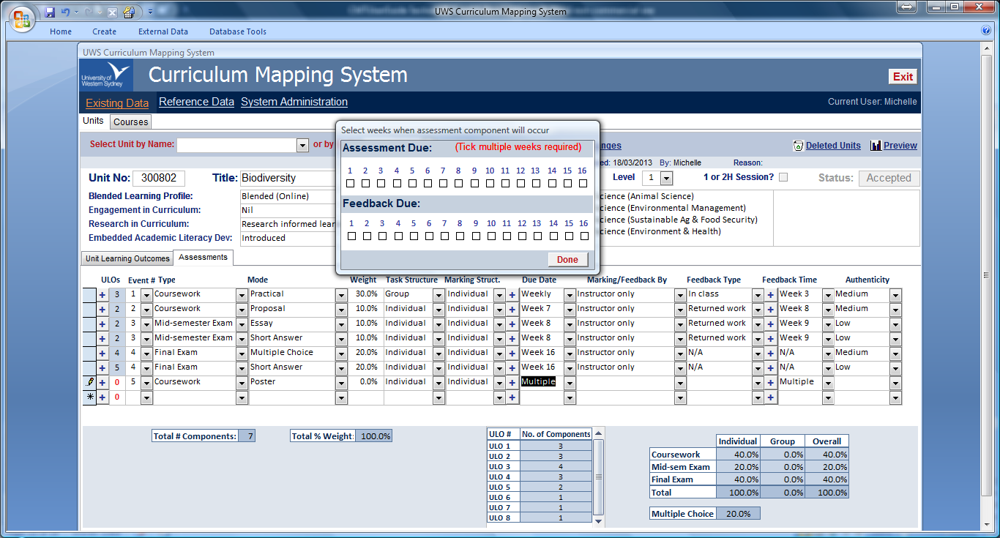 UWS Curriculum Mapping System
Home Create External Data Database Tools
UWS Curriculum Mapping System
University of
Western Sydney
Curriculum Mapping System
Exit
Existing Data Reference Data System Administration
Current User: Michelle
Units Courses
Select Unit by Name: or by
nges Deleted Units Preview
ed: 18/03/2013 By: Michelle Reason:
Select weeks when assessment component will occur
Assessment Due: (Tick multiple weeks required)
1 2 3 4 5 6 7 8 9 10 11 12 13 14 15 16
Feedback Due:
1 2 3 4 5 6 7 8 9 10 11 12 13 14 15 16
Done
Unit No: 300802 Title: Biodiversity Level 1 1 or 2H Session? Status: Accepted
Blended Learning Profile: Blended (Online) cience (Animal Science)
Engagement in Curriculum: Nil cience (Environmental Management)
Research in Curriculum: Research informed lear cience (Sustainable Ag & Food Security)
Embedded Academic Literacy Dev: Introduced cience (Environment & Health)
Unit Learning Outcomes Assessments
ULOs Event # Type Mode Weight Task Structure Marking Struct. Due Date Marking/Feedback By Feedback Type Feedback Time Authenticity
+ 3 1 Coursework Practical 30.0% Group Individual + Weekly Instructor only In class + Week 3 Medium
+ 2 2 Coursework Proposal 10.0% Individual Individual + Week 7 Instructor only Returned work + Week 8 Medium
+ 2 3 Mid-semester Exam Essay 10.0% Individual Individual + Week 8 Instructor only Returned work + Week 9 Low
+ 2 3 Mid-semester Exam Short Answer 10.0% Individual Individual + Week 8 Instructor only Returned work + Week 9 Low
+ 4 4 Final Exam Multiple Choice 20.0% Individual Individual + Week 16 Instructor only N/A + N/A Medium
+ 5 4 Final Exam Short Answer 20.0% Individual Individual + Week 16 Instructor only N/A + N/A Low
+ 0 5 Coursework Poster 0.0% Individual Individual + Multiple + Multiple
* + 0 + +
Total # Components: 7 Total % Weight: 100.0%
ULO # No. of Components
ULO 1 3
ULO 2 3
ULO 3 4
ULO 4 3
ULO 5 2
ULO 6 1
ULO 7 1
ULO 8 1
Individual Group Overall
Coursework 40.0% 0.0% 40.0%
Mid-sem Exam 20.0% 0.0% 20.0%
Final Exam 40.0% 0.0% 40.0%
Total 100.0% 0.0% 100.0%
Multiple Choice 20.0%